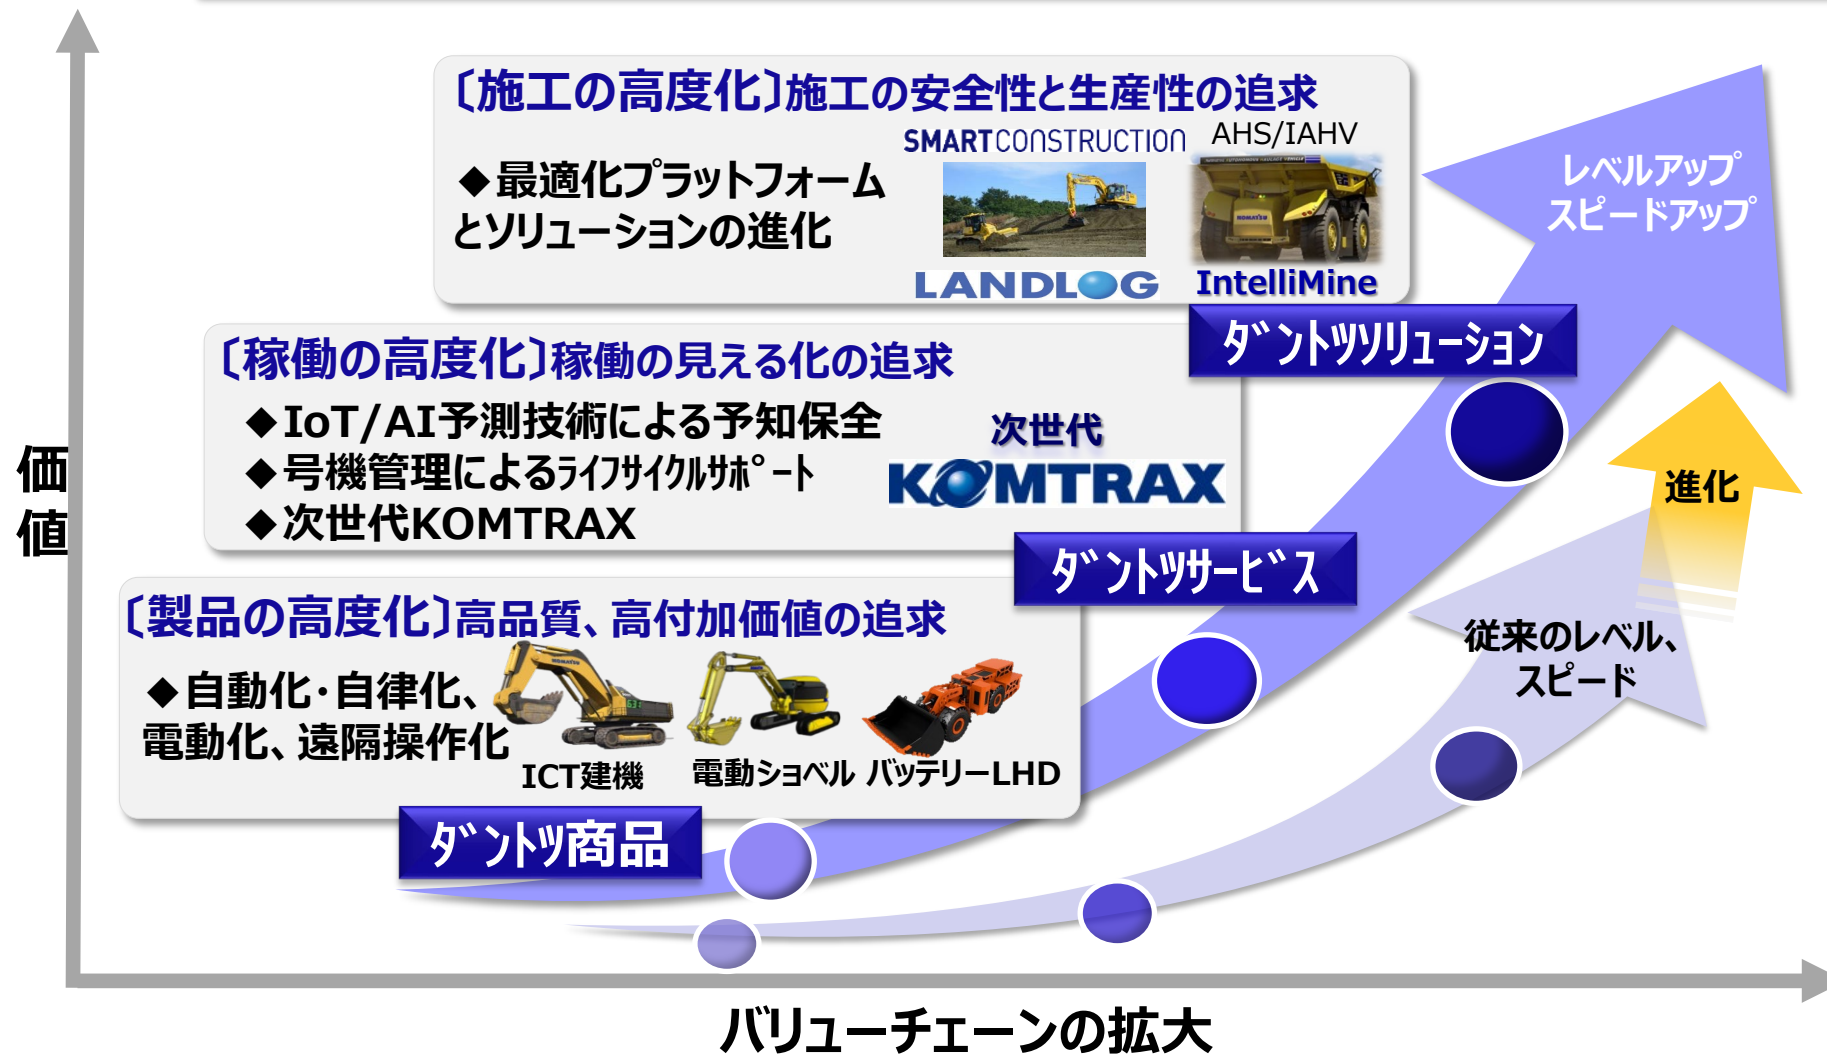 〔施工の高度化〕施工の安全性と生産性の追求
SMARTCONSTRUCTION
AHS/IAHV
◆最適化プラットフォーム
とソリューションの進化
KOMATSU
LANDLOG
IntelliMine
レベルアップ
スピードアップ
ﾀﾞﾝﾄﾂｿﾘｭｰｼｮﾝ
〔稼働の高度化〕稼働の見える化の追求
◆IoT/AI予測技術による予知保全
◆号機管理によるﾗｲﾌｻｲｸﾙｻﾎﾟｰﾄ
◆次世代KOMTRAX
次世代
KOMTRAX
進化
価
値
ﾀﾞﾝﾄﾂｻｰﾋﾞｽ
〔製品の高度化〕高品質、高付加価値の追求
◆自動化・自律化、
電動化、遠隔操作化
KOMATSU
ICT建機
電動ショベル
バッテリーLHD
従来のレベル、
スピード
ﾀﾞﾝﾄﾂ商品
バリューチェーンの拡大